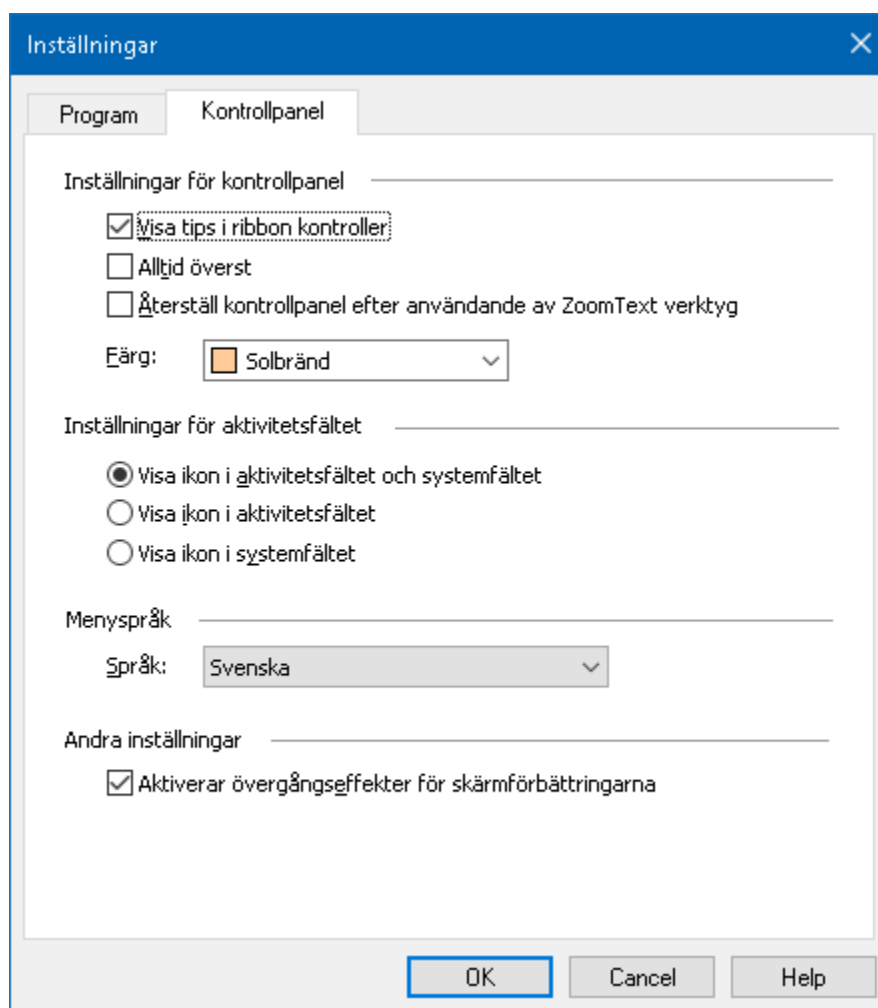 Inställningar
Program
Kontrollpanel
Inställningar för kontrollpanel
Visa tips i ribbon kontroller
Alltid överst
Återställ kontrollpanel efter användande av ZoomText verktyg
Färg:
Solbränd
Inställningar för aktivitetsfältet
Visa ikon i aktivitetsfältet och systemfältet
Visa ikon i aktivitetsfältet
Visa ikon i systemfältet
Menyspråk
Språk:
Svenska
Andra inställningar
Aktiverar övergångseffekter för skärmförbättringarna
OK
Cancel
Help